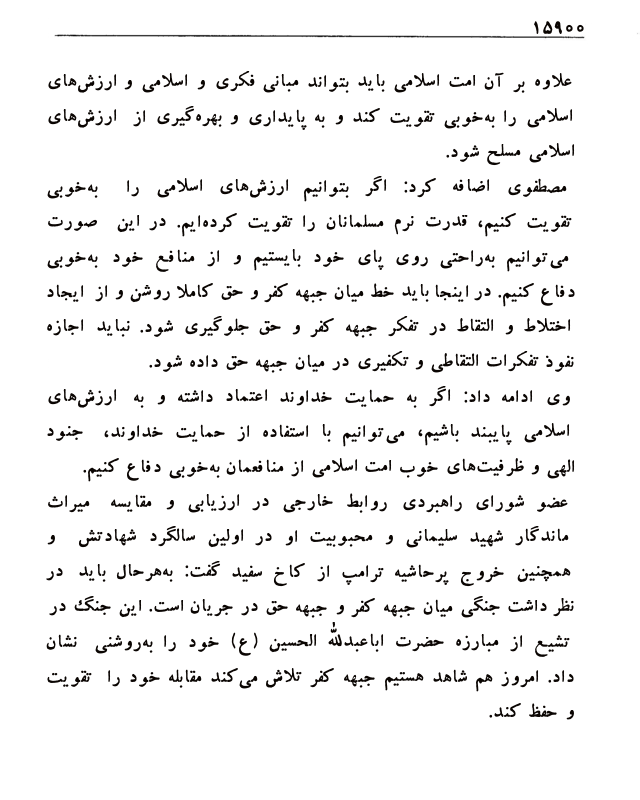 ۱۵۹۰۰
علاوه بر آن امت اسلامی باید بتواند مبانی فکری و اسلامی و ارزش‌های
اسلامی را به‌خوبی تقویت کند و به پایداری و بهره‌گیری از ارزش‌های
اسلامی مسلح شود.
مصطفوی اضافه کرد: اگر بتوانیم ارزش‌های اسلامی را به‌خوبی
تقویت کنیم، قدرت نرم مسلمانان را تقویت کرده‌ایم. در این صورت
می‌توانیم به‌راحتی روی پای خود بایستیم و از منافع خود به‌خوبی
دفاع کنیم. در اینجا باید خط میان جبهه کفر و حق کاملا روشن و از ایجاد
اختلاط و التقاط در تفکر جبهه کفر و حق جلوگیری شود. نباید اجازه
نفوذ تفکرات التقاطی و تکفیری در میان جبهه حق داده شود.
وی ادامه داد: اگر به حمایت خداوند اعتماد داشته و به ارزش‌های
اسلامی پایبند باشیم، می‌توانیم با استفاده از حمایت خداوند، جنود
الهی و ظرفیت‌های خوب امت اسلامی از منافعمان به‌خوبی دفاع کنیم.
عضو شورای راهبردی روابط خارجی در ارزیابی و مقایسه میراث
ماندگار شهید سلیمانی و محبوبیت او در اولین سالگرد شهادتش و
همچنین خروج پرحاشیه ترامپ از کاخ سفید گفت: به‌هرحال باید در
نظر داشت جنگی میان جبهه کفر و جبهه حق در جریان است. این جنگ در
تشیع از مبارزه حضرت اباعبدلله الحسین (ع) خود را به‌روشنی نشان
داد. امروز هم شاهد هستیم جبهه کفر تلاش می‌کند مقابله خود را تقویت
و حفظ کند.